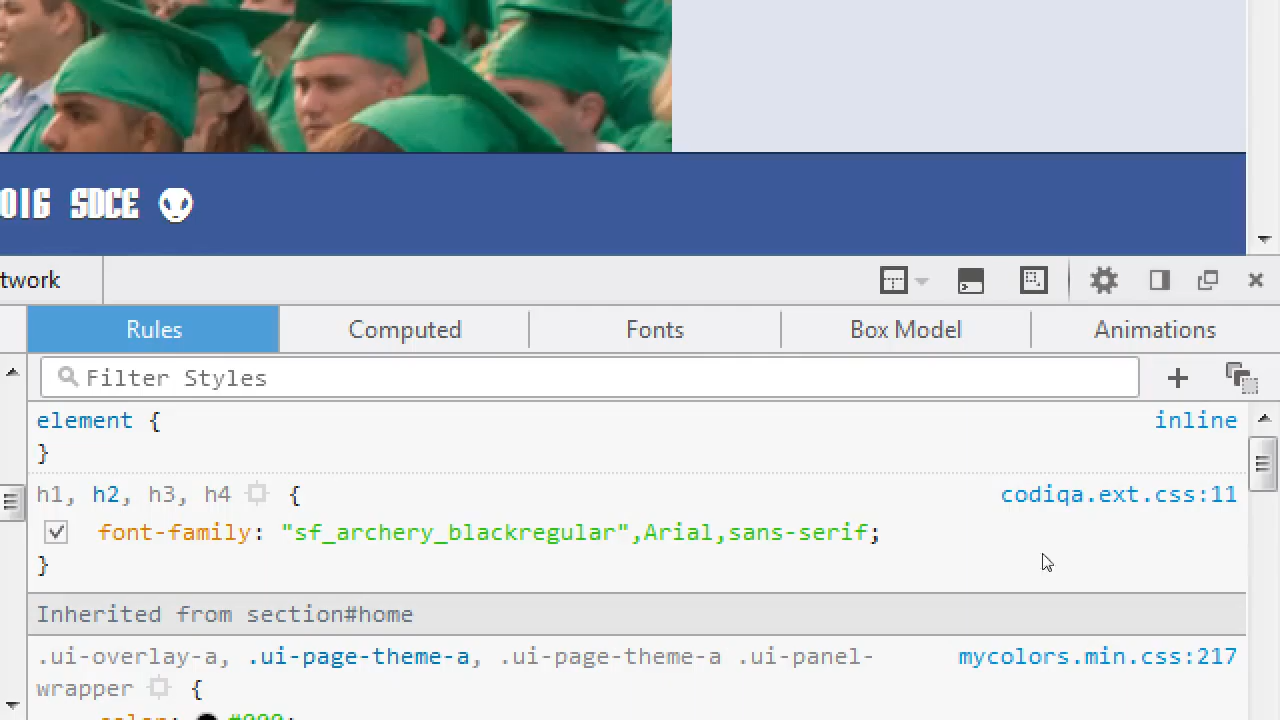 016 SDCE
twork
Rules Computed Fonts Box Model Animations
Filter Styles
element { inline
}
h1, h2, h3, h4 { codiqa.ext.css:11
font-family: "sf_archery_blackregular",Arial,sans-serif;
}
Inherited from section#home
.ui-overlay-a, .ui-page-theme-a, .ui-page-theme-a .ui-panel- mycolors.min.css:217
wrapper {
color: #000;